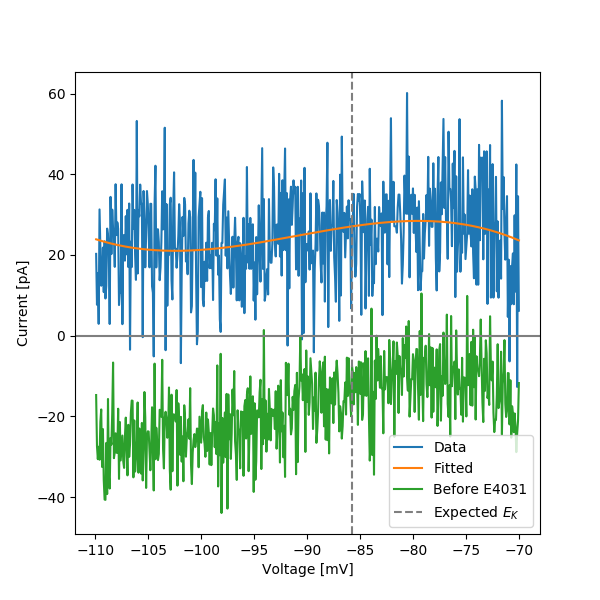 60
40
20
0
−20
−40
Current [pA]
−110
−105
−100
−95
−90
−85
−80
−75
−70
Voltage [mV]
Data
Fitted
Before E4031
Expected E_K